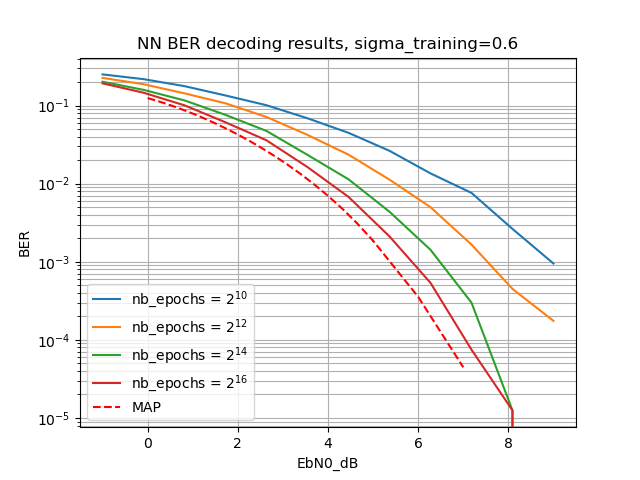 NN BER decoding results, sigma_training=0.6
10⁻¹
10⁻²
10⁻³
10⁻⁴
10⁻⁵
BER
nb_epochs = 2¹⁰
nb_epochs = 2¹²
nb_epochs = 2¹⁴
nb_epochs = 2¹⁶
MAP
0 2 4 6 8
EbN0_dB